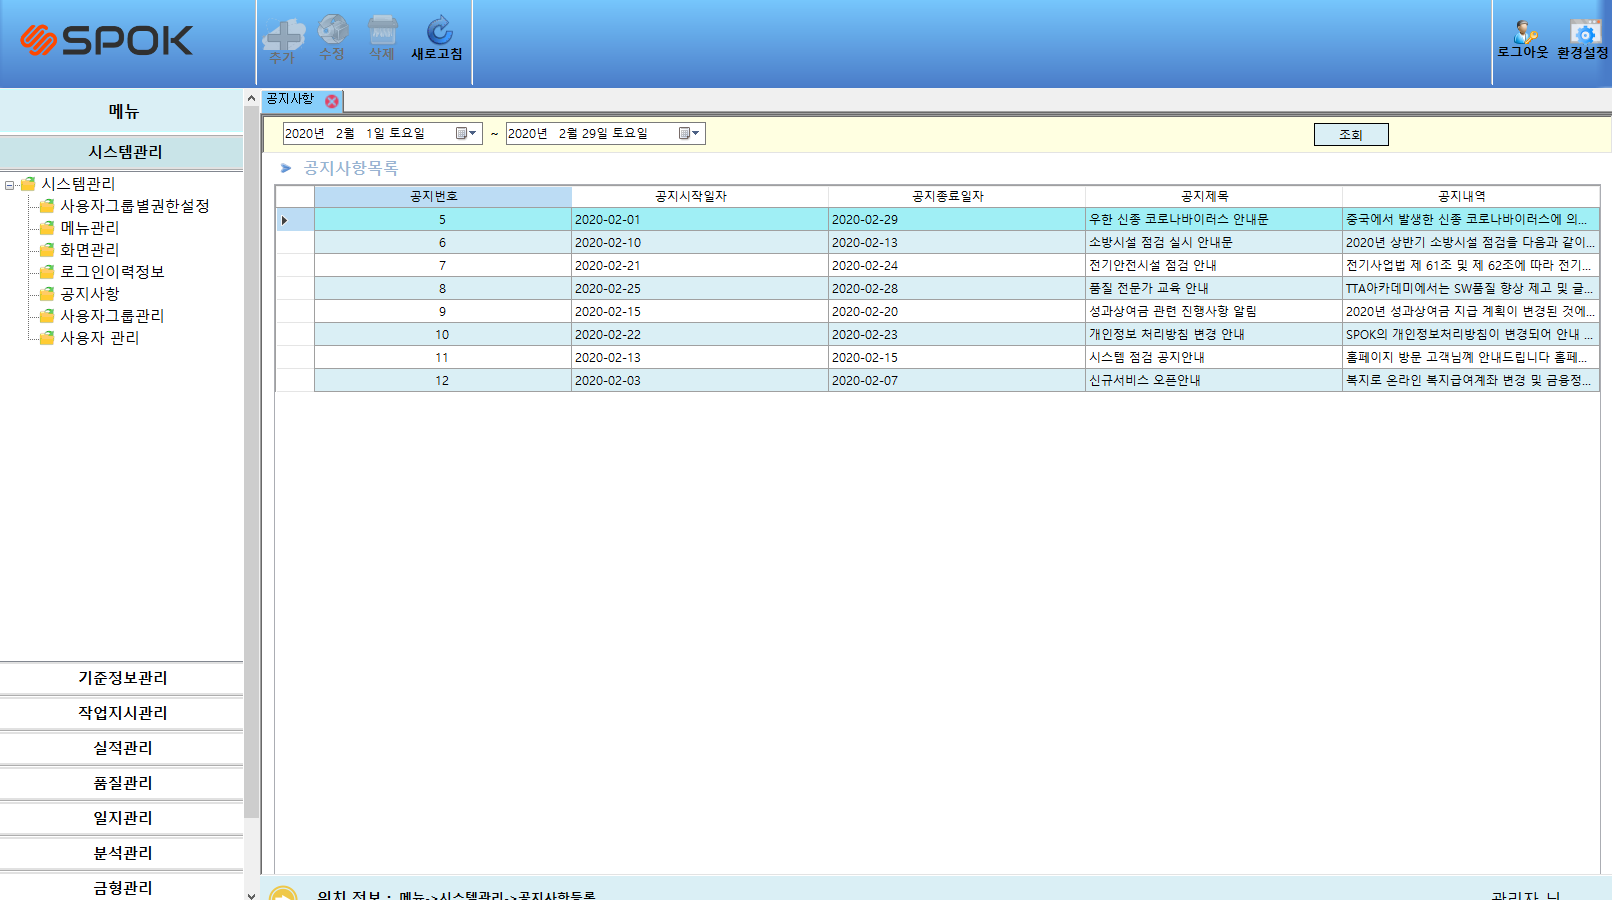 SPOK
추가 수정 삭제 새로고침
로그아웃 환경설정
메뉴
시스템관리
시스템관리
사용자그룹별권한설정
메뉴관리
화면관리
로그인이력정보
공지사항
사용자그룹관리
사용자 관리
기준정보관리
작업지시관리
실적관리
품질관리
일지관리
분석관리
금형관리
공지사항
2020년 2월 1일 토요일 ~ 2020년 2월 29일 토요일 조회
공지사항목록
공지번호 공지시작일자 공지종료일자 공지제목 공지내역
5 2020-02-01 2020-02-29 우한 신종 코로나바이러스 안내문 중국에서 발생한 신종 코로나바이러스에 의...
6 2020-02-10 2020-02-13 소방시설 점검 실시 안내문 2020년 상반기 소방시설 점검을 다음과 같이...
7 2020-02-21 2020-02-24 전기안전시설 점검 안내 전기사업법 제 61조 및 제 62조에 따라 전기...
8 2020-02-25 2020-02-28 품질 전문가 교육 안내 TTA아카데미에서는 SW품질 향상 제고 및 글...
9 2020-02-15 2020-02-20 성과상여금 관련 진행사항 알림 2020년 성과상여금 지급 계획이 변경된 것에...
10 2020-02-22 2020-02-23 개인정보 처리방침 변경 안내 SPOK의 개인정보처리방침이 변경되어 안내 ...
11 2020-02-13 2020-02-15 시스템 점검 공지안내 홈페이지 방문 고객님께 안내드립니다 홈페...
12 2020-02-03 2020-02-07 신규서비스 오픈안내 복지로 온라인 복지급여계좌 변경 및 금융정...
위치 정보 : 메뉴->시스템관리->공지사항등록
관리자 님